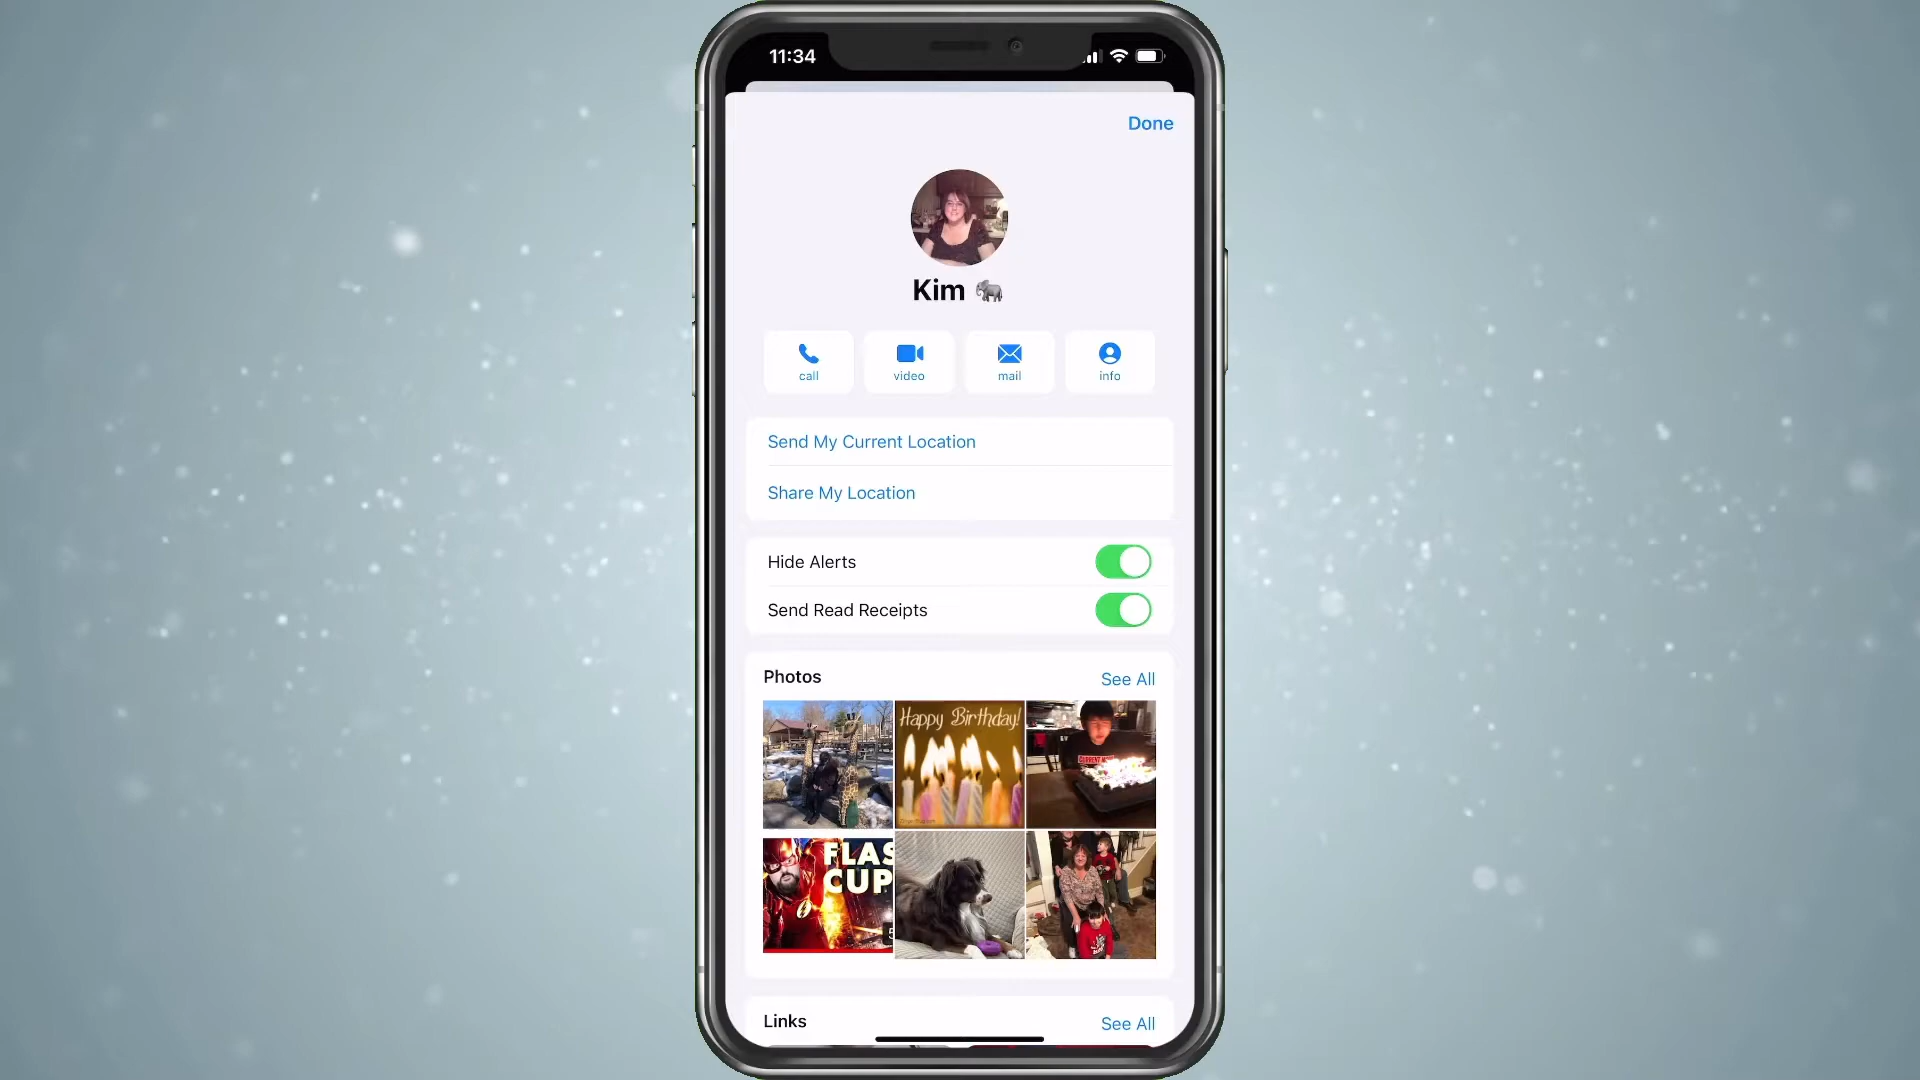 11:34
Done
Kim
call
video
mail
info
Send My Current Location
Share My Location
Hide Alerts
Send Read Receipts
Photos
See All
Happy Birthday!
FLAS
CUP
Links
See All